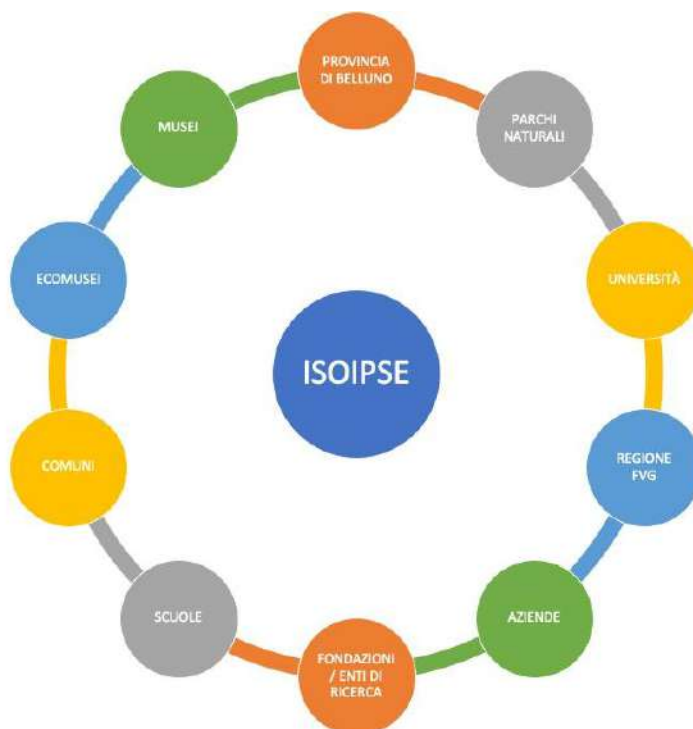 PROVINCIA
DI BELLUNO
PARCHI
NATURALI
UNIVERSITÀ
REGIONE
FVG
AZIENDE
FONDAZIONI
/ ENTI DI
RICERCA
SCUOLE
COMUNI
ECOMUSEI
MUSEI
ISOIPSE